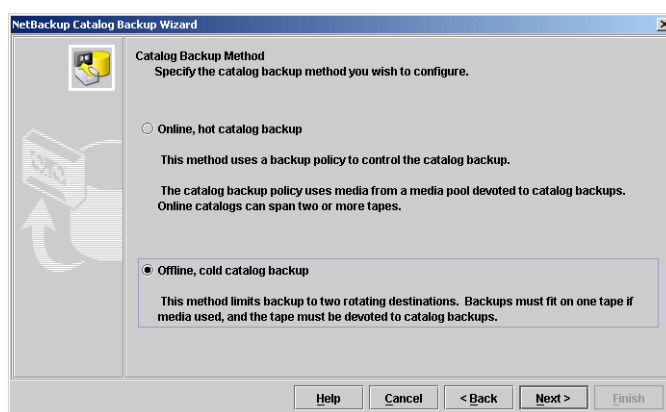 NetBackup Catalog Backup Wizard
Catalog Backup Method
Specify the catalog backup method you wish to configure.
Online, hot catalog backup
This method uses a backup policy to control the catalog backup.
The catalog backup policy uses media from a media pool devoted to catalog backups.
Online catalogs can span two or more tapes.
Offline, cold catalog backup
This method limits backup to two rotating destinations.  Backups must fit on one tape if
media used, and the tape must be devoted to catalog backups.
Help
Cancel
< Back
Next >
Finish